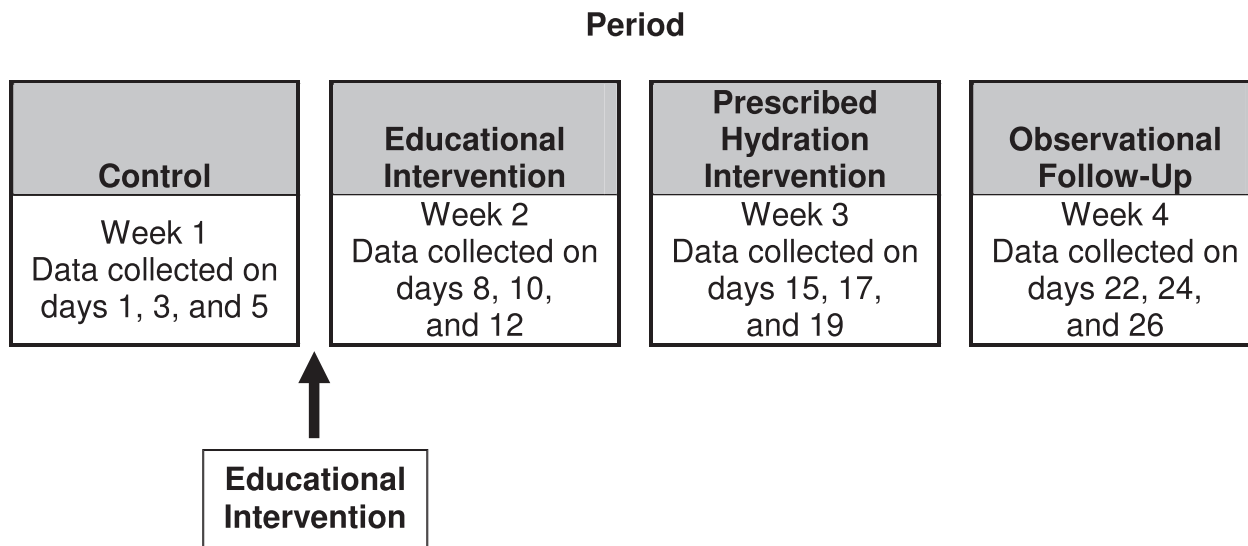 Period
Control
Week 1
Data collected on
days 1, 3, and 5
Educational
Intervention
Week 2
Data collected on
days 8, 10,
and 12
Prescribed
Hydration
Intervention
Week 3
Data collected on
days 15, 17,
and 19
Observational
Follow-Up
Week 4
Data collected on
days 22, 24,
and 26
Educational
Intervention